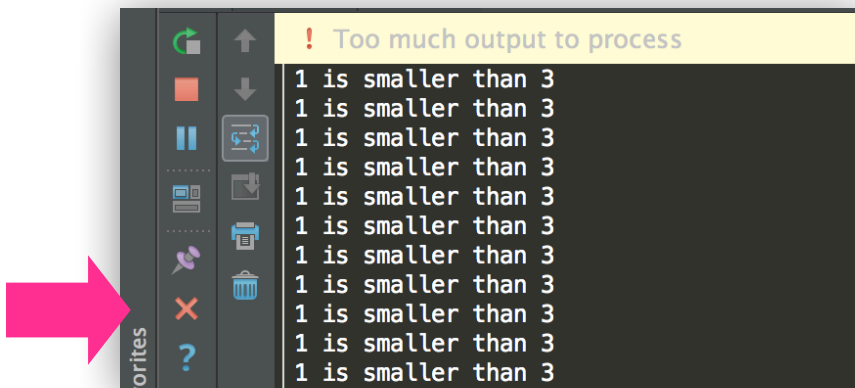 ! Too much output to process
1 is smaller than 3
1 is smaller than 3
1 is smaller than 3
1 is smaller than 3
1 is smaller than 3
1 is smaller than 3
1 is smaller than 3
1 is smaller than 3
1 is smaller than 3
1 is smaller than 3
1 is smaller than 3
?
orites